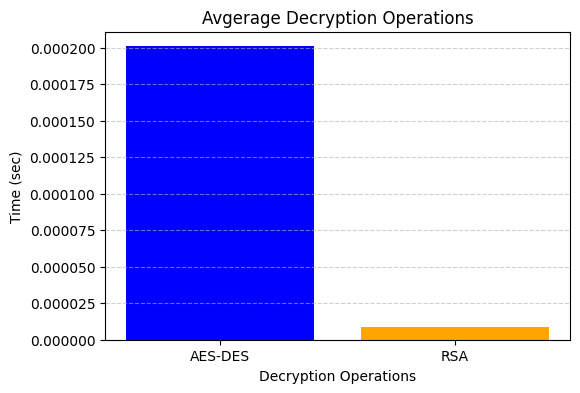 Avgerage Decryption Operations
0.000200
0.000175
0.000150
0.000125
0.000100
0.000075
0.000050
0.000025
0.000000
Time (sec)
AES-DES RSA
Decryption Operations